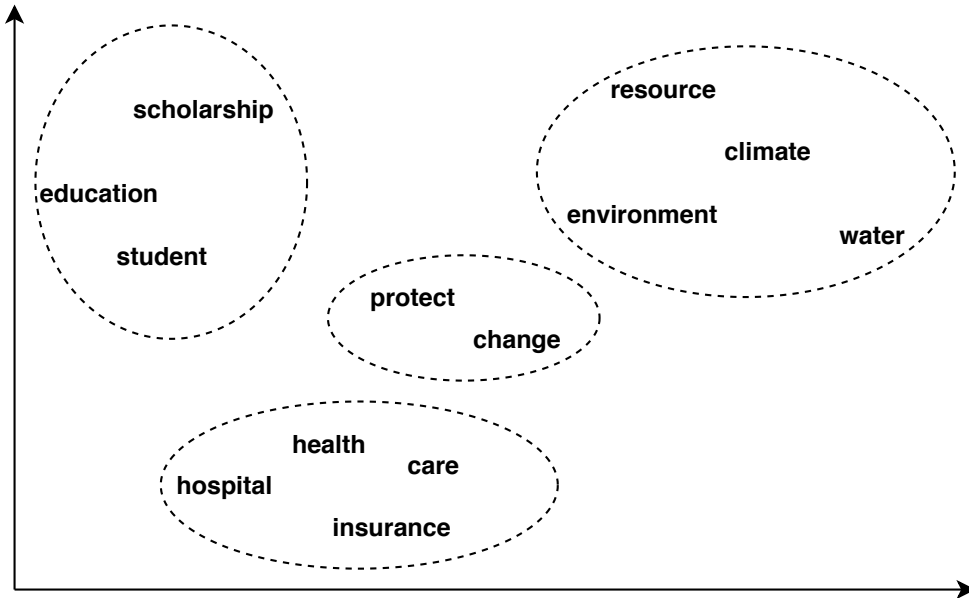 scholarship
education
student
resource
climate
environment
water
protect
change
health
care
hospital
insurance